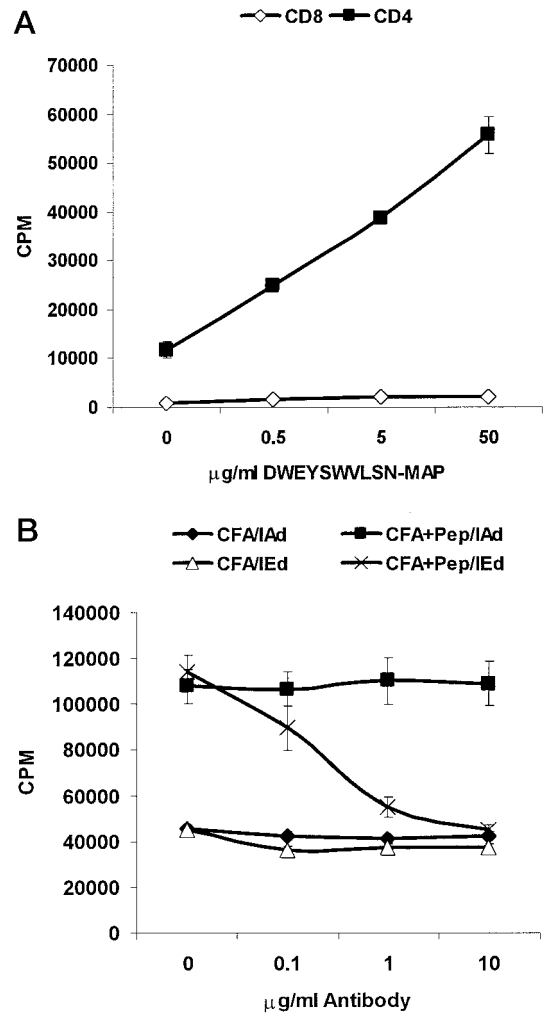 A
CD8 CD4
70000
60000
50000
40000
30000
20000
10000
0
CPM
0 0.5 5 50
µg/ml DWEYSWVLSN-MAP
B
CFA/IAd CFA+Pep/IAd
CFA/IEd CFA+Pep/IEd
140000
120000
100000
80000
60000
40000
20000
0
CPM
0 0.1 1 10
µg/ml Antibody